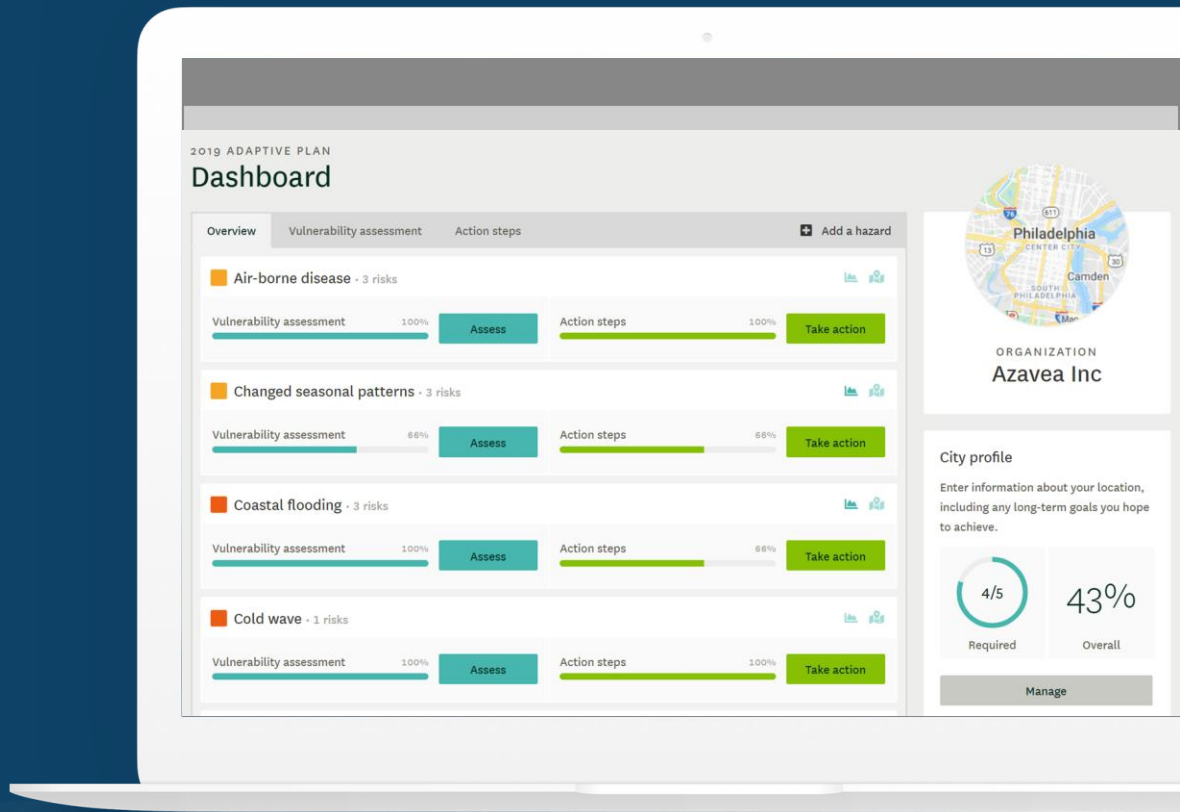 2019 ADAPTIVE PLAN
Dashboard
Overview
Vulnerability assessment
Action steps
Add a hazard
Air-borne disease • 3 risks
Vulnerability assessment 100%
Assess
Action steps 100%
Take action
Changed seasonal patterns • 3 risks
Vulnerability assessment 66%
Assess
Action steps 66%
Take action
Coastal flooding • 3 risks
Vulnerability assessment 100%
Assess
Action steps 66%
Take action
Cold wave • 1 risks
Vulnerability assessment 100%
Assess
Action steps 100%
Take action
76
611
Philadelphia
CENTER CITY
13
30
Camden
SOUTH
PHILADELPHIA
ORGANIZATION
Azavea Inc
City profile
Enter information about your location,
including any long-term goals you hope
to achieve.
4/5
Required
43%
Overall
Manage